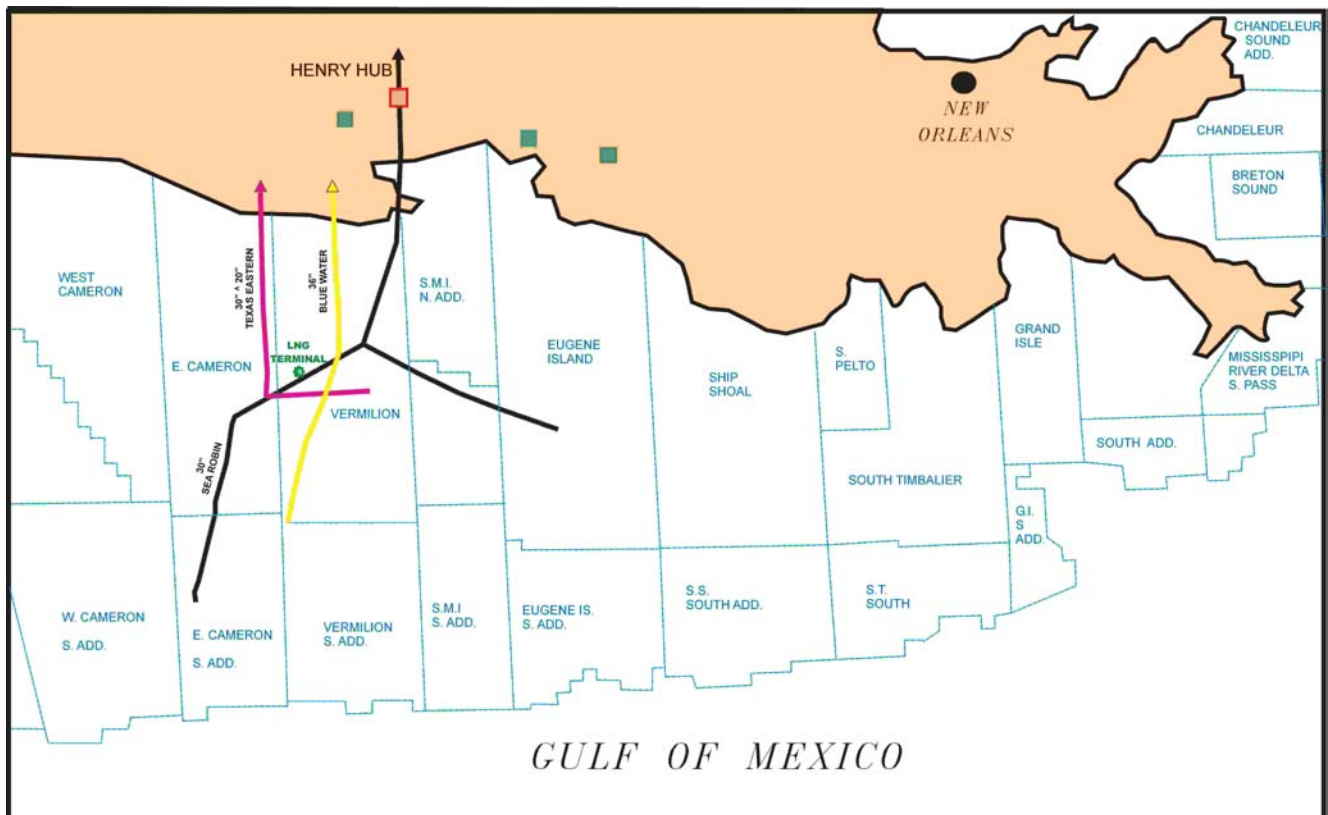 CHANDELEUR
SOUND
ADD.
HENRY HUB
NEW
ORLEANS
CHANDELEUR
BRETON
SOUND
WEST
CAMERON
30" ^ 20"
TEXAS EASTERN
36"
BLUE WATER
S.M.I.
N. ADD.
LNG
TERMINAL
E. CAMERON
VERMILION
EUGENE
ISLAND
SHIP
SHOAL
S.
PELTO
GRAND
ISLE
MISSISSPIPI
RIVER DELTA
S. PASS
SOUTH ADD.
30"
SEA ROBIN
SOUTH TIMBALIER
G.I.
S
ADD.
W. CAMERON
S. ADD.
E. CAMERON
S. ADD.
VERMILION
S. ADD.
S.M.I
S. ADD.
EUGENE IS.
S. ADD.
S.S.
SOUTH ADD.
S.T.
SOUTH
GULF OF MEXICO